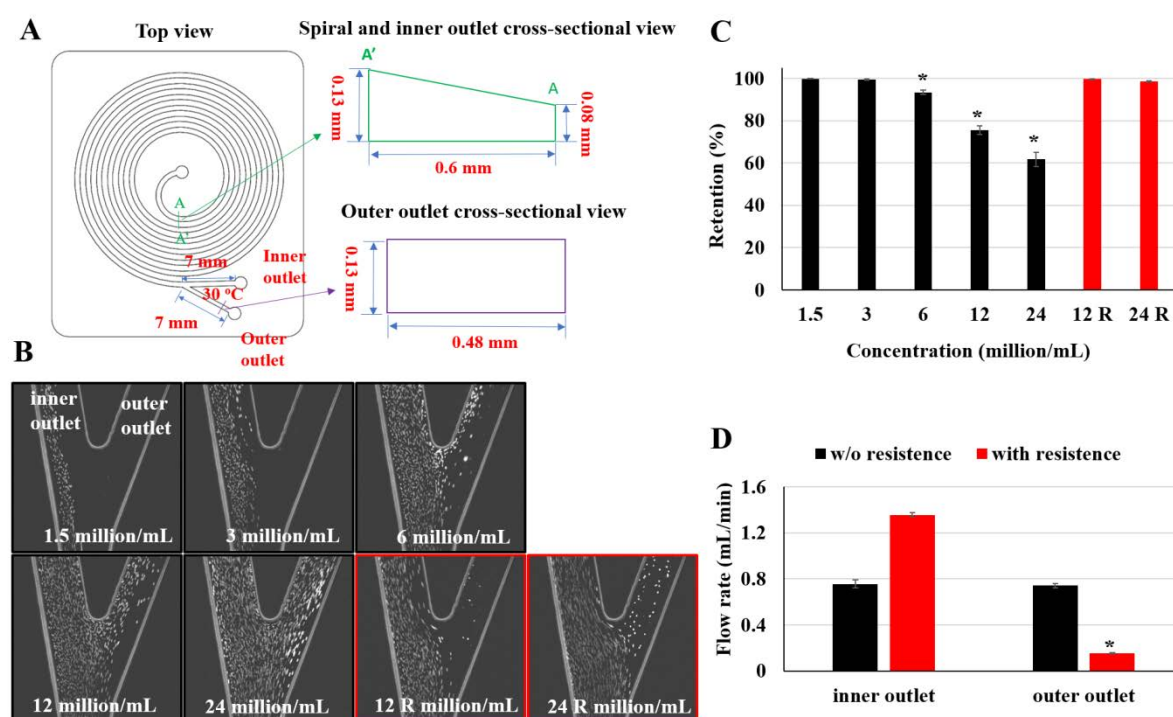 A
Top view
Spiral and inner outlet cross-sectional view
A'
A
0.13 mm
0.08 mm
0.6 mm
A
A'
7 mm
Inner
outlet
30 °C
7 mm
Outer
outlet
Outer outlet cross-sectional view
0.13 mm
0.48 mm
B
inner
outlet
outer
outlet
1.5 million/mL
3 million/mL
6 million/mL
12 million/mL
24 million/mL
12 R million/mL
24 R million/mL
C
Retention (%)
100
80
60
40
20
0
*
*
*
1.5 3 6 12 24 12 R 24 R
Concentration (million/mL)
D
w/o resistence with resistence
Flow rate (mL/min)
1.6
1.2
0.8
0.4
0
*
inner outlet outer outlet